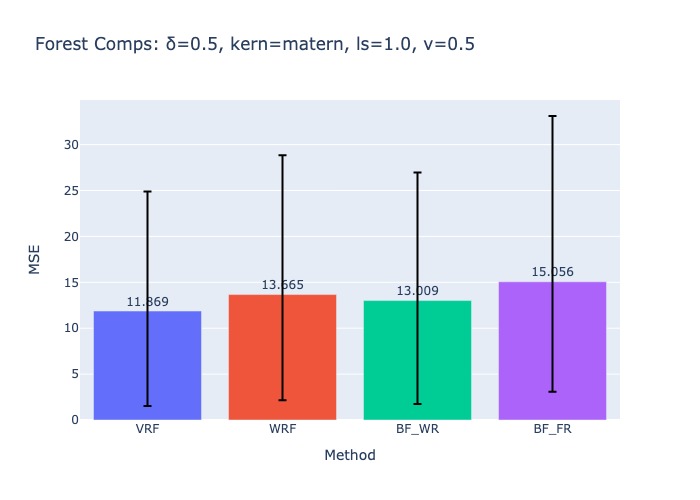 Forest Comps: δ=0.5, kern=matern, ls=1.0, v=0.5
MSE
30
25
20
15
10
5
0
11.869
13.665
13.009
15.056
VRF
WRF
BF_WR
BF_FR
Method